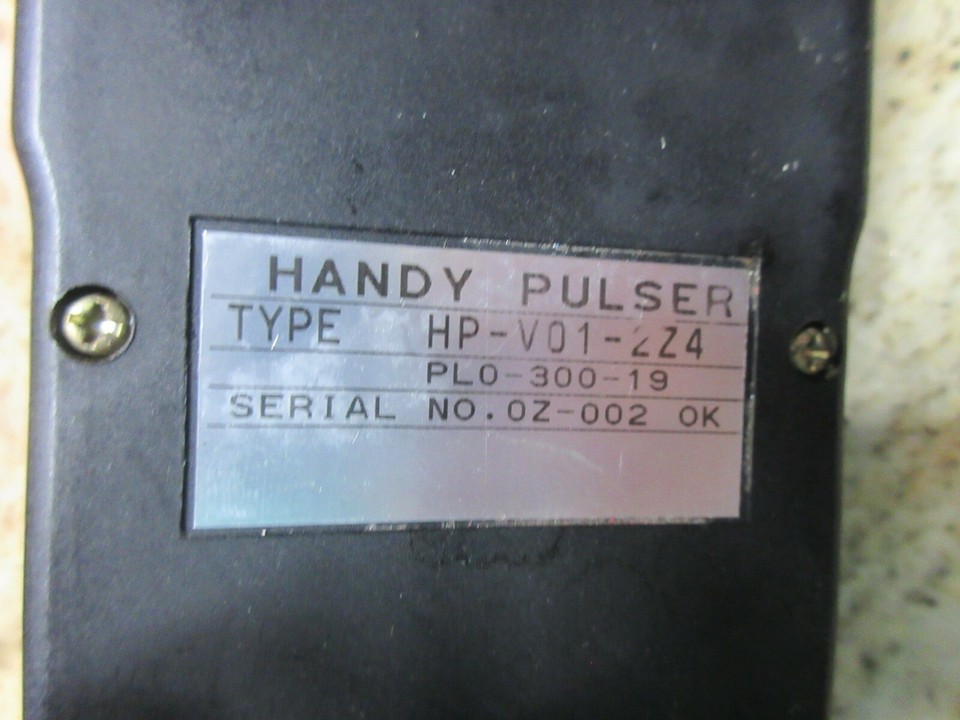 HANDY PULSER
TYPE HP-V01-2Z4
PL0-300-19
SERIAL NO.0Z-002 OK